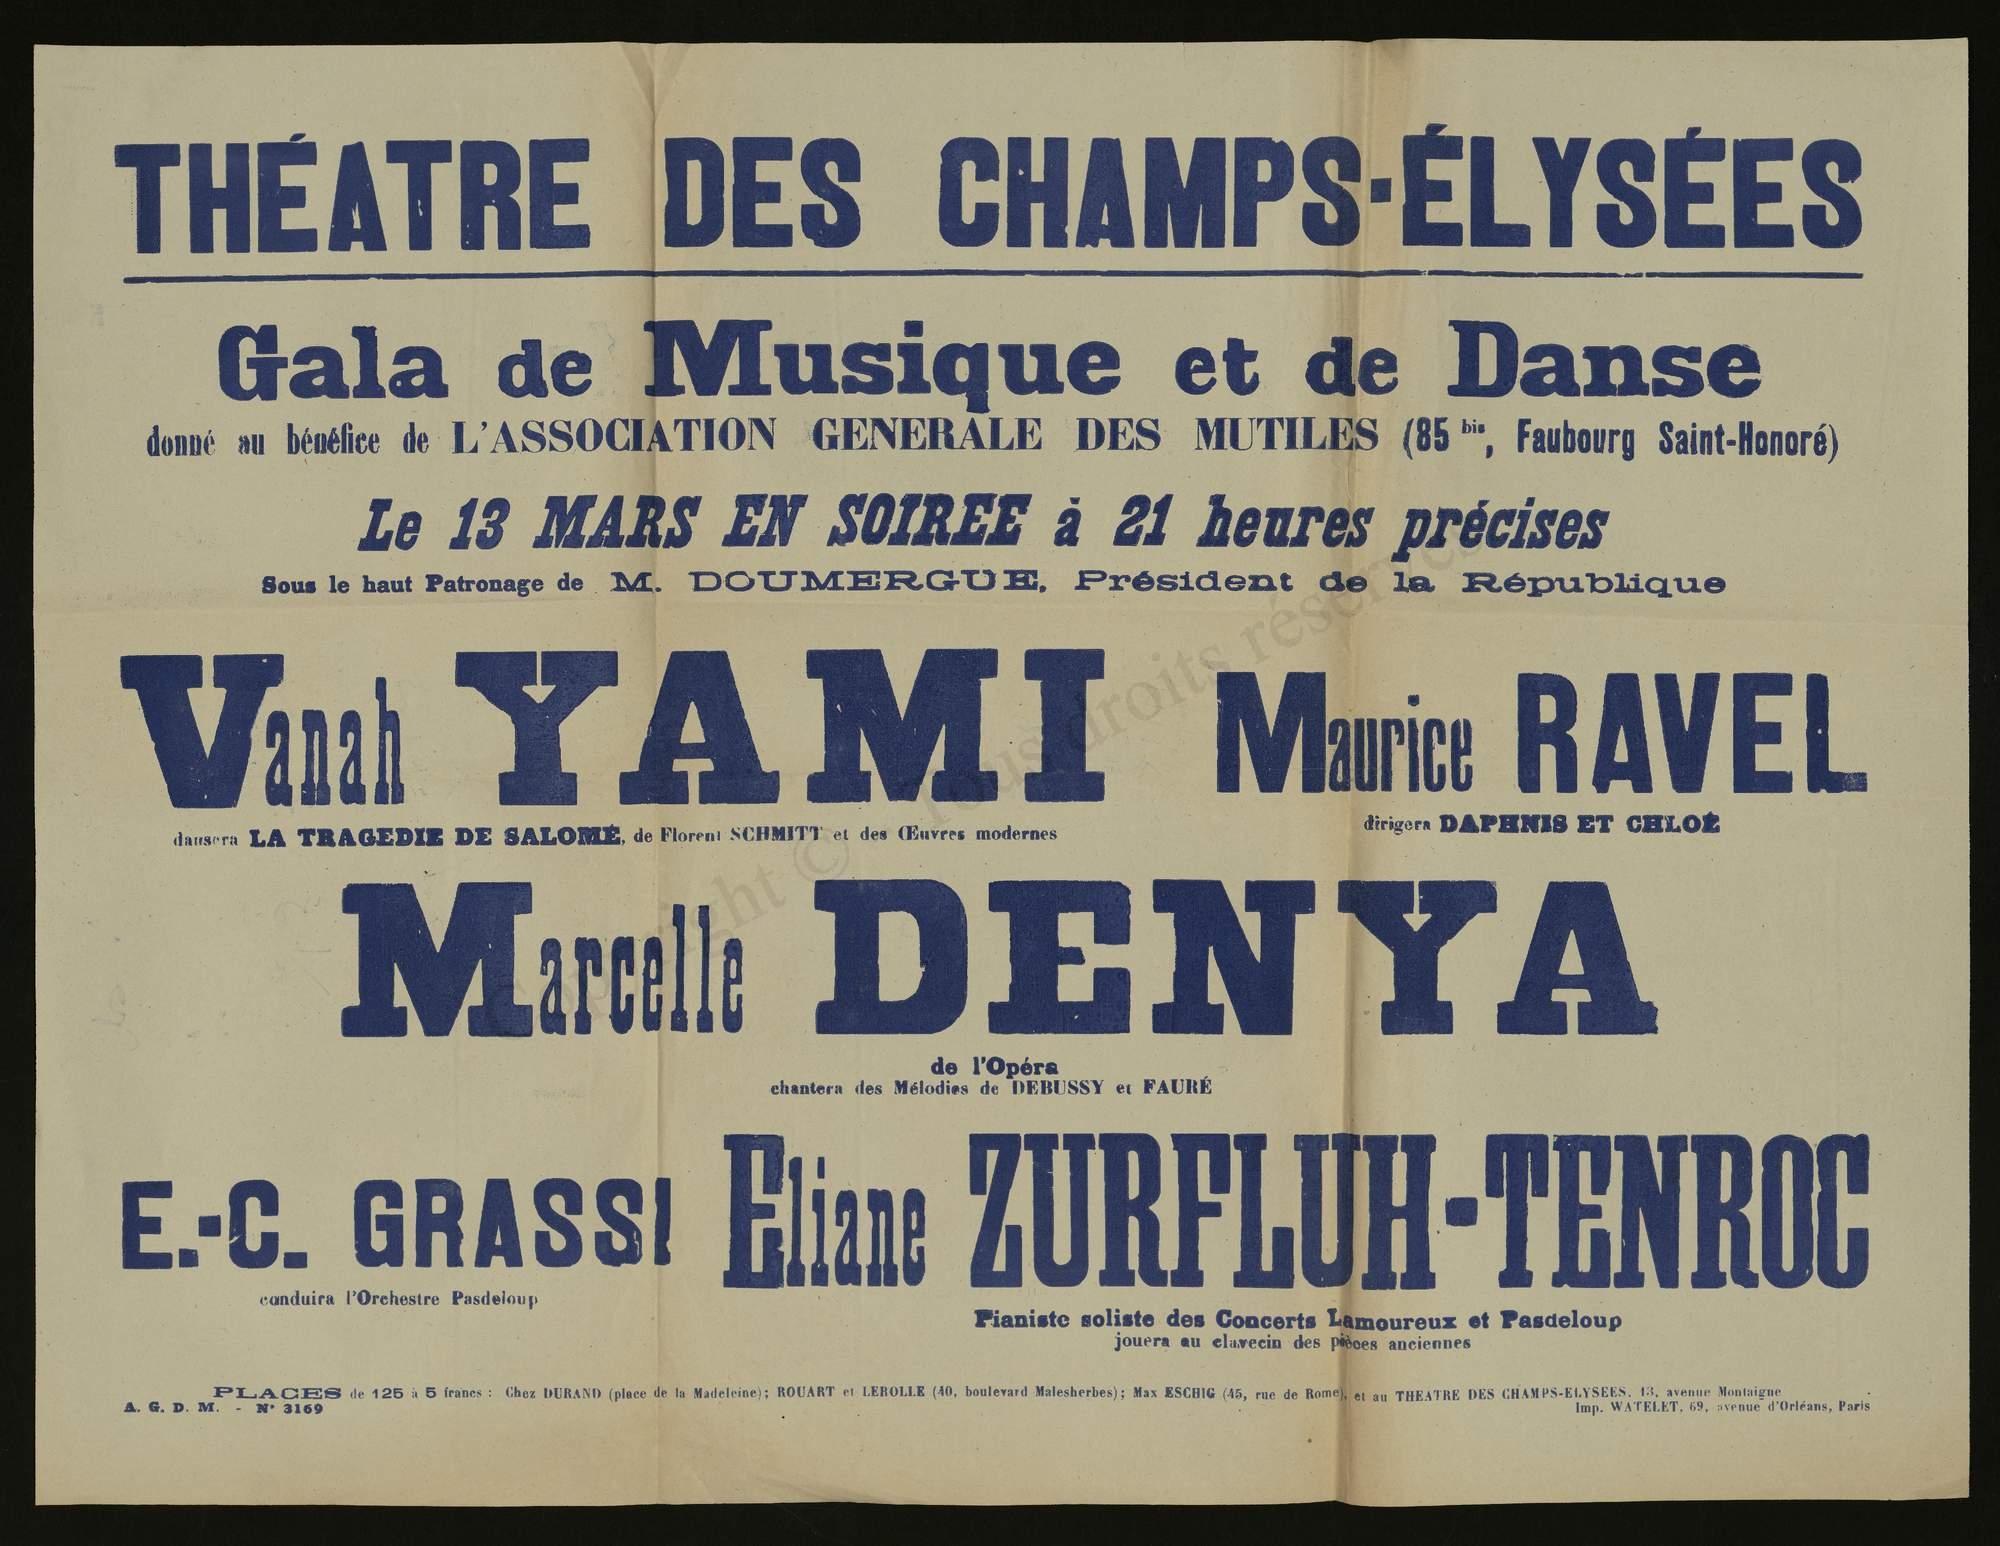 THÉATRE DES CHAMPS-ÉLYSÉES
Gala de Musique et de Danse
donné au bénéfice de L'ASSOCIATION GENERALE DES MUTILES (85 bis, Faubourg Saint-Honoré)
Le 13 MARS EN SOIREE à 21 heures précises
Sous le haut Patronage de M. DOUMERGUE, Président de la République
Vanah YAMI
dansera LA TRAGEDIE DE SALOMÉ, de Florent SCHMITT et des Œuvres modernes
Maurice RAVEL
dirigera DAPHNIS ET CHLOÉ
Marcelle DENYA
de l'Opéra
chantera des Mélodies de DEBUSSY et FAURÉ
E.-C. GRASSI
conduira l'Orchestre Pasdeloup
Eliane ZURFLUH-TENROC
Pianiste soliste des Concerts Lamoureux et Pasdeloup
jouera au clavecin des pièces anciennes
PLACES de 125 à 5 francs : Chez DURAND (place de la Madeleine); ROUART et LEROLLE (40, boulevard Malesherbes); Max ESCHIG (45, rue de Rome), et au THEATRE DES CHAMPS-ELYSEES, 13, avenue Montaigne
A. G. D. M. - N° 3169
Imp. WATELET, 69, avenue d'Orléans, Paris
Copyright © - Tous droits réservés